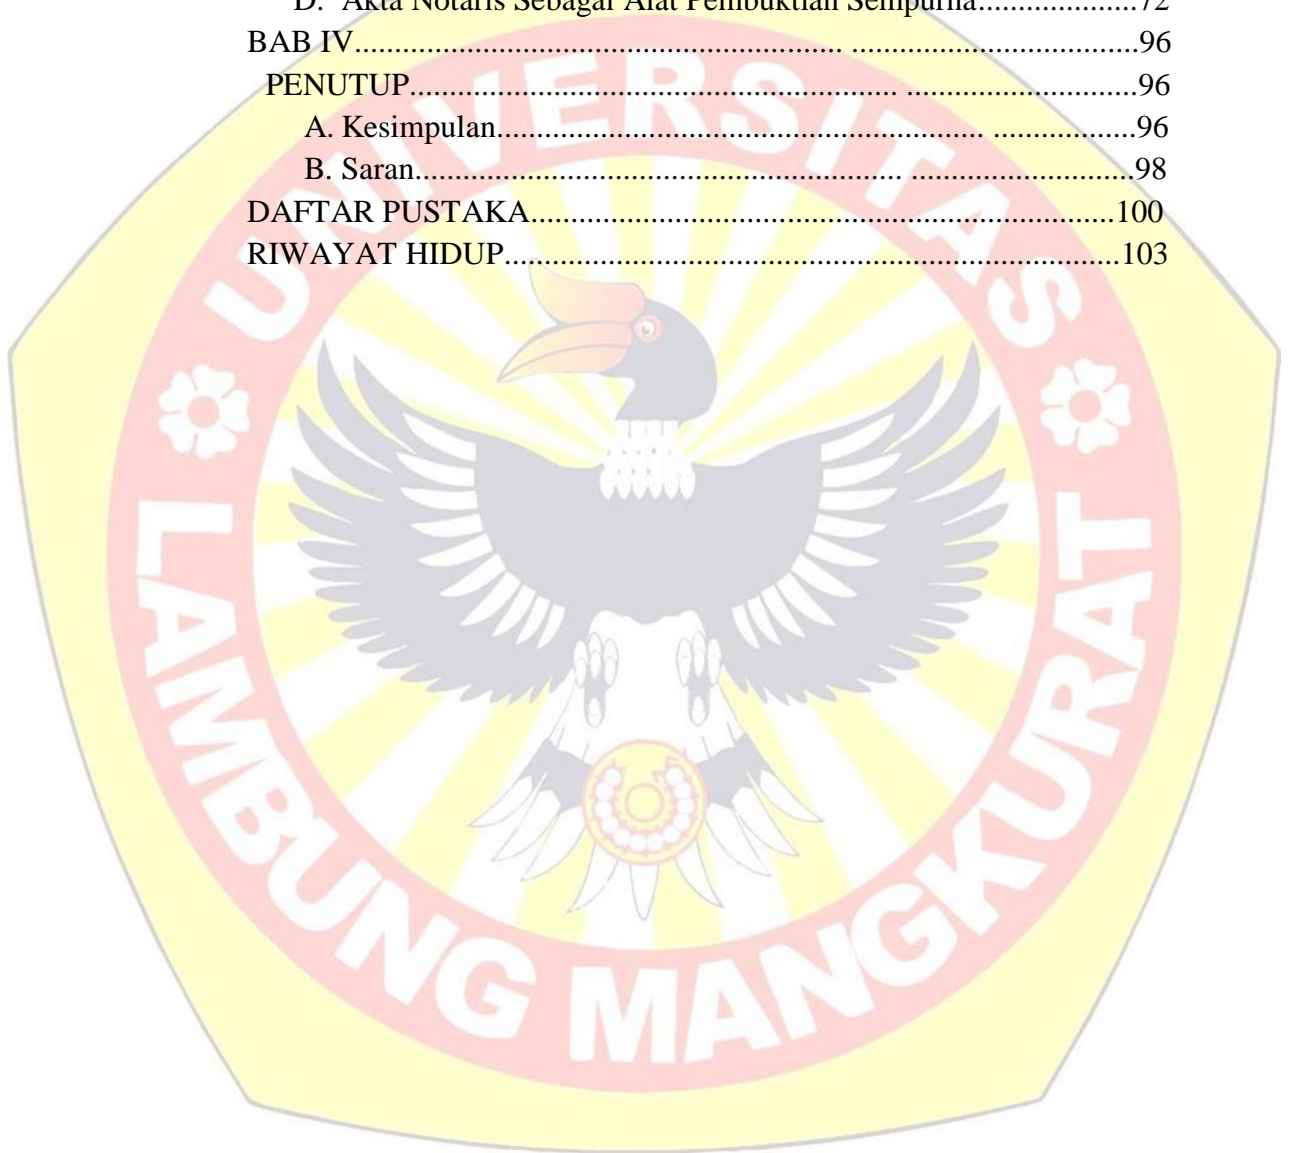 D. Akta Notaris Sebagai Alat Pembuktian Sempurna....................72
BAB IV............................................................. ....................................96
PENUTUP............................................................. .............................96
A. Kesimpulan............................................................. ..................96
B. Saran............................................................. ............................98
DAFTAR PUSTAKA.........................................................................100
RIWAYAT HIDUP.............................................................................103
UNIVERSITAS
LAMBUNG MANGKURAT